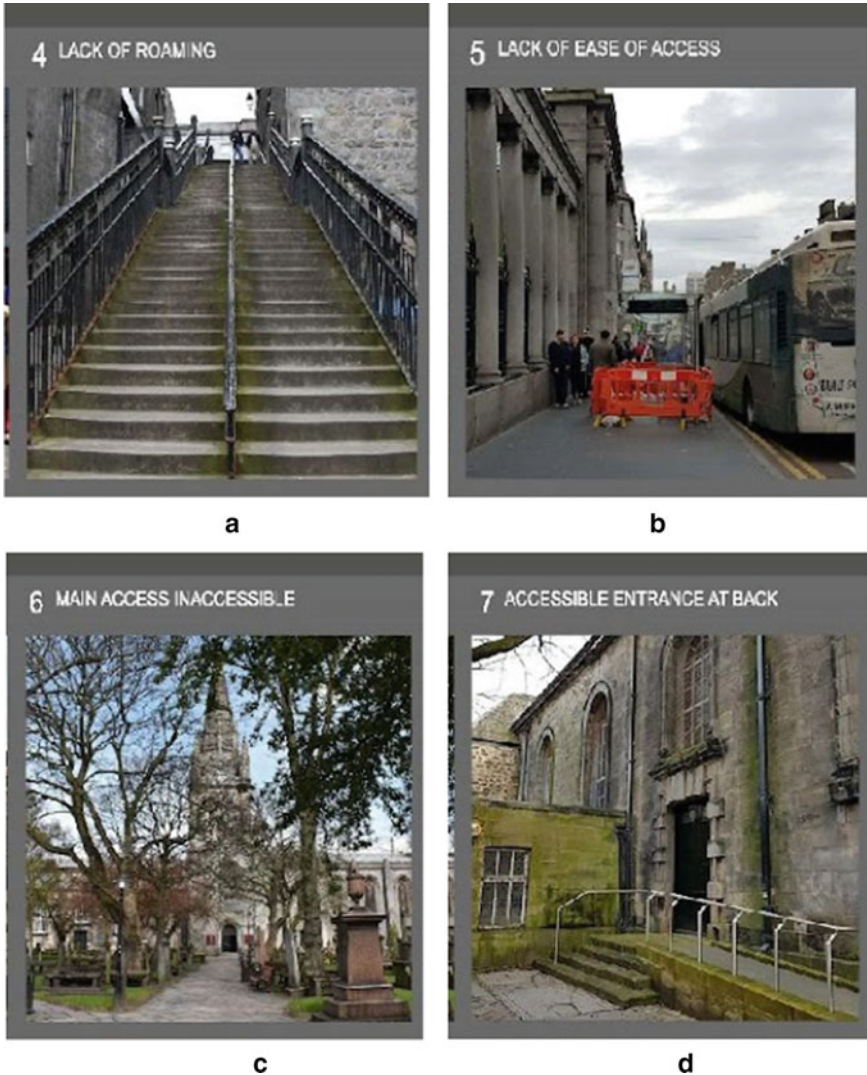 4 LACK OF ROAMING
5 LACK OF EASE OF ACCESS
a
b
6 MAIN ACCESS INACCESSIBLE
7 ACCESSIBLE ENTRANCE AT BACK
c
d